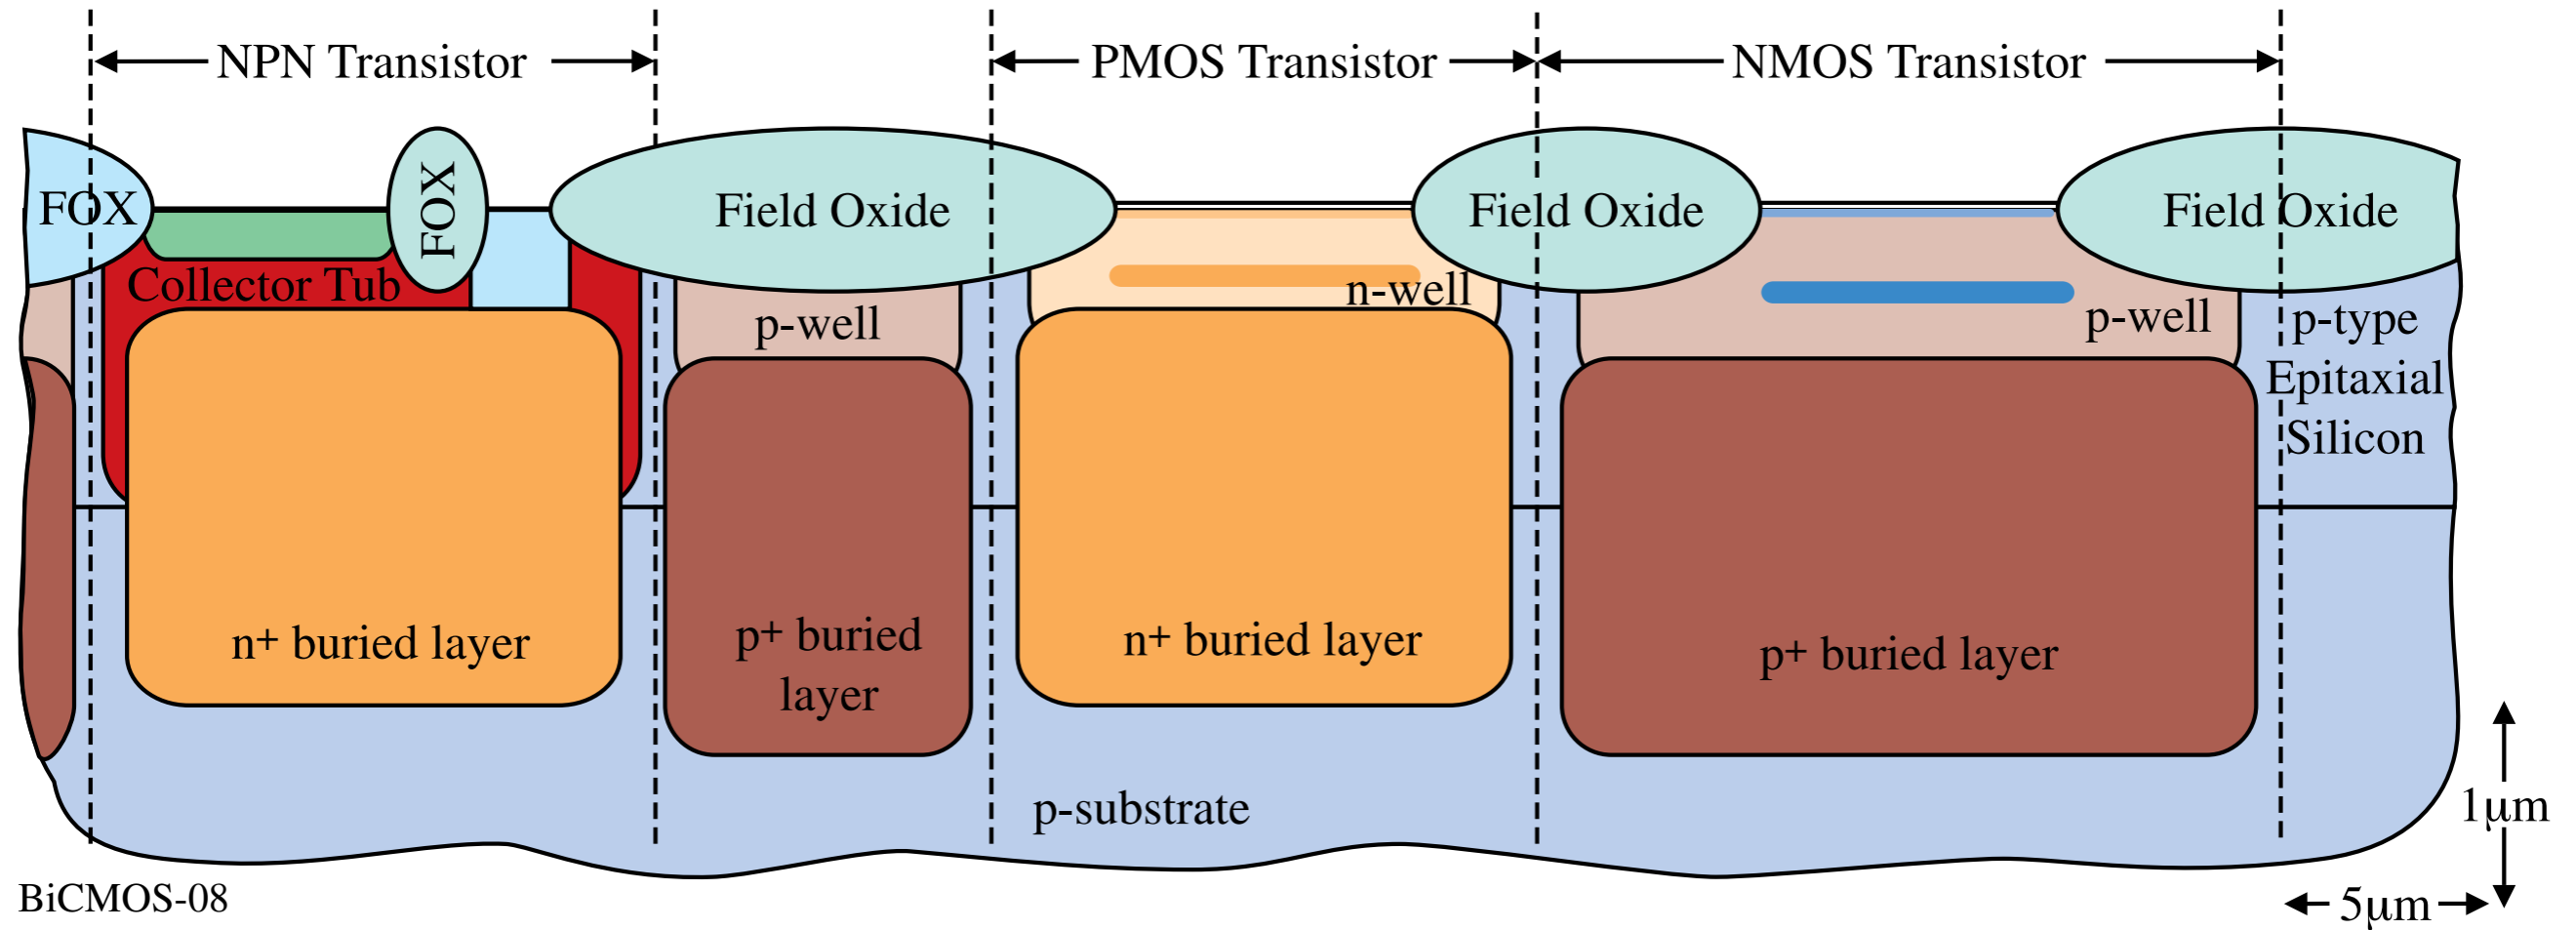 NPN Transistor
PMOS Transistor
NMOS Transistor
FOX
FOX
Field Oxide
Field Oxide
Field Oxide
Collector Tub
p-well
n-well
p-well
p-type
Epitaxial
Silicon
n+ buried layer
p+ buried
layer
n+ buried layer
p+ buried layer
p-substrate
1μm
5μm
BiCMOS-08